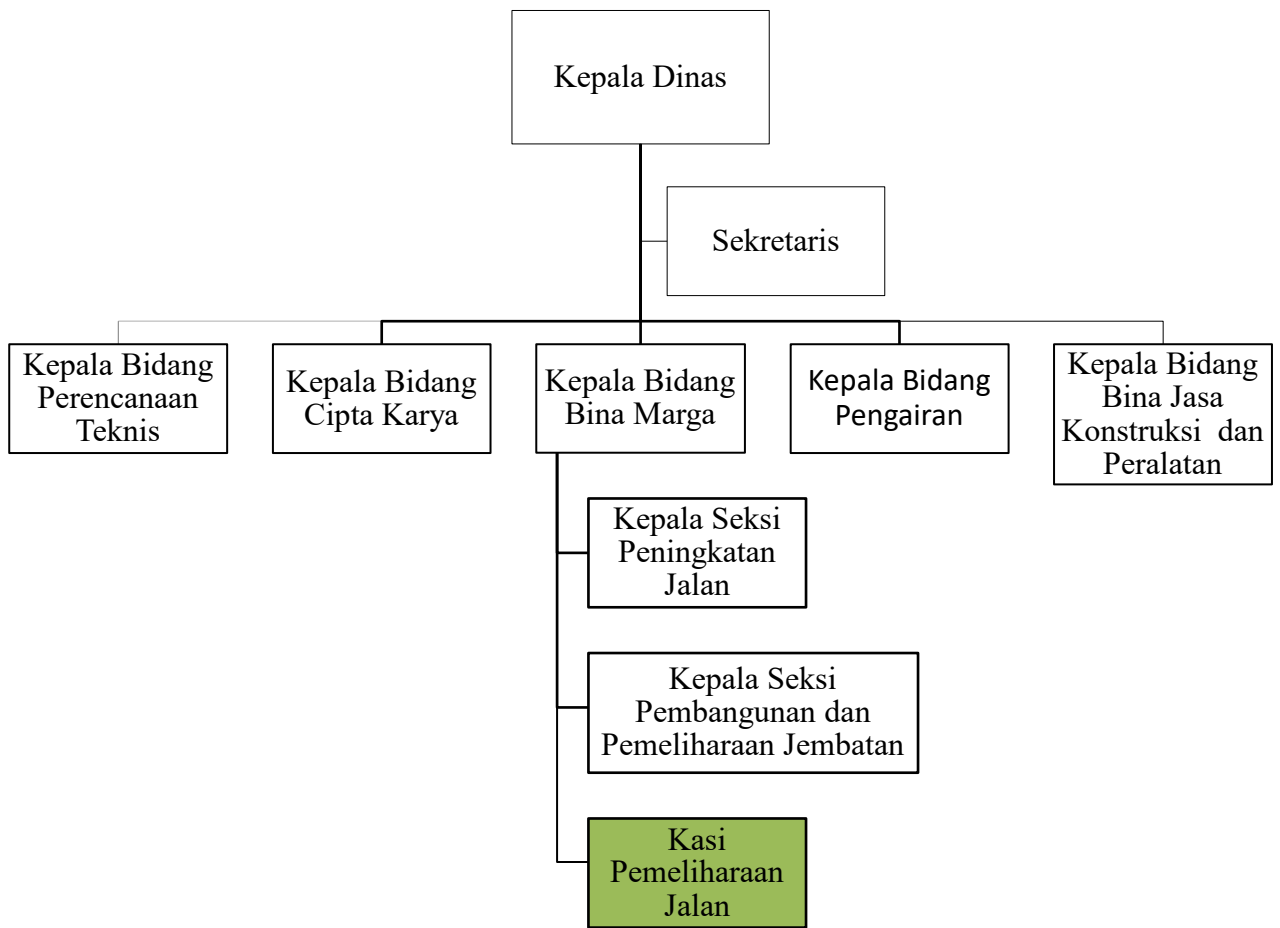 Kepala Dinas
Sekretaris
Kepala Bidang
Perencanaan
Teknis
Kepala Bidang
Cipta Karya
Kepala Bidang
Bina Marga
Kepala Bidang
Pengairan
Kepala Bidang
Bina Jasa
Konstruksi dan
Peralatan
Kepala Seksi
Peningkatan
Jalan
Kepala Seksi
Pembangunan dan
Pemeliharaan Jembatan
Kasi
Pemeliharaan
Jalan